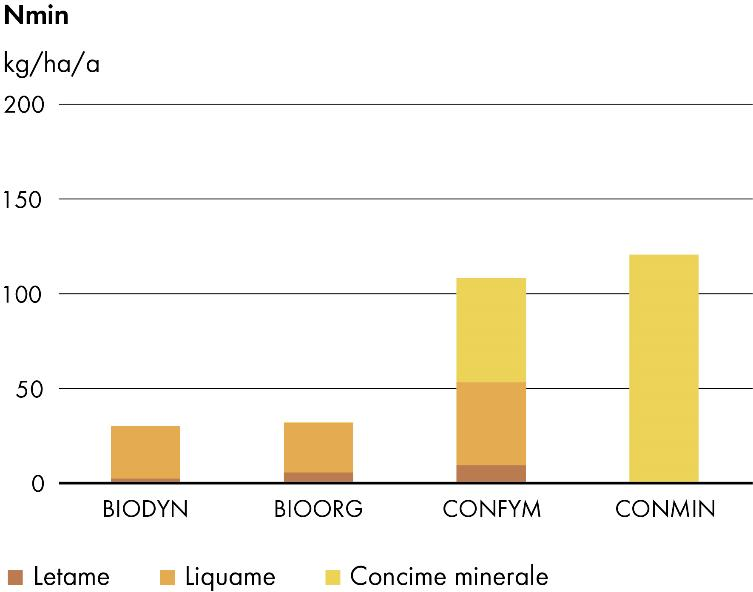 Nmin
kg/ha/a
200
150
100
50
0
BIODYN BIOORG CONFYM CONMIN
Letame Liquame Concime minerale